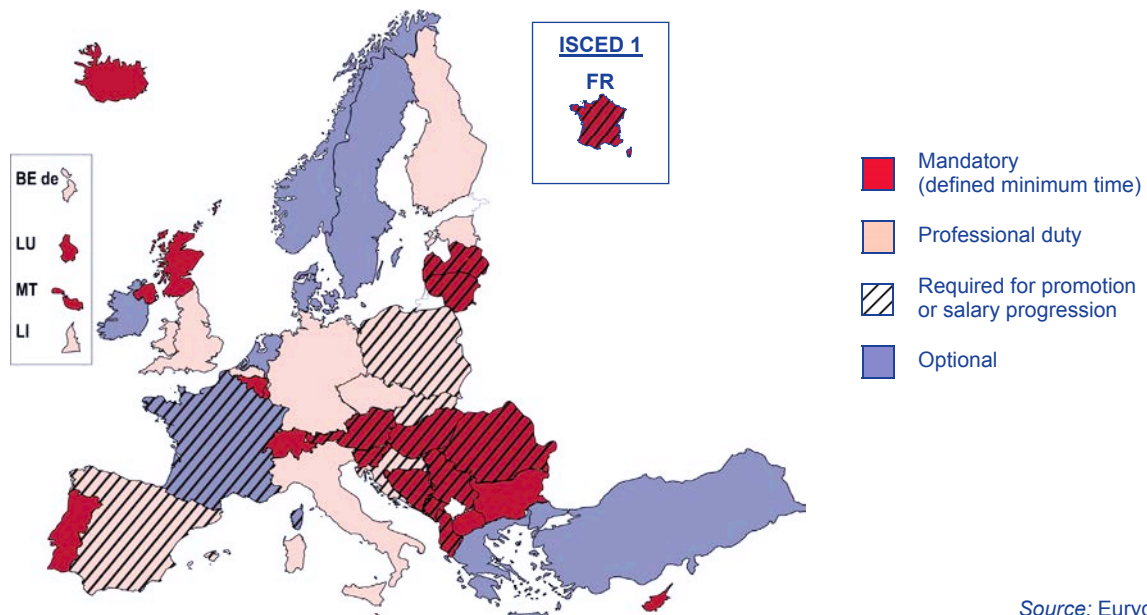 ISCED 1
FR
BE de
LU
MT
LI
Mandatory
(defined minimum time)
Professional duty
Required for promotion
or salary progression
Optional
Source: